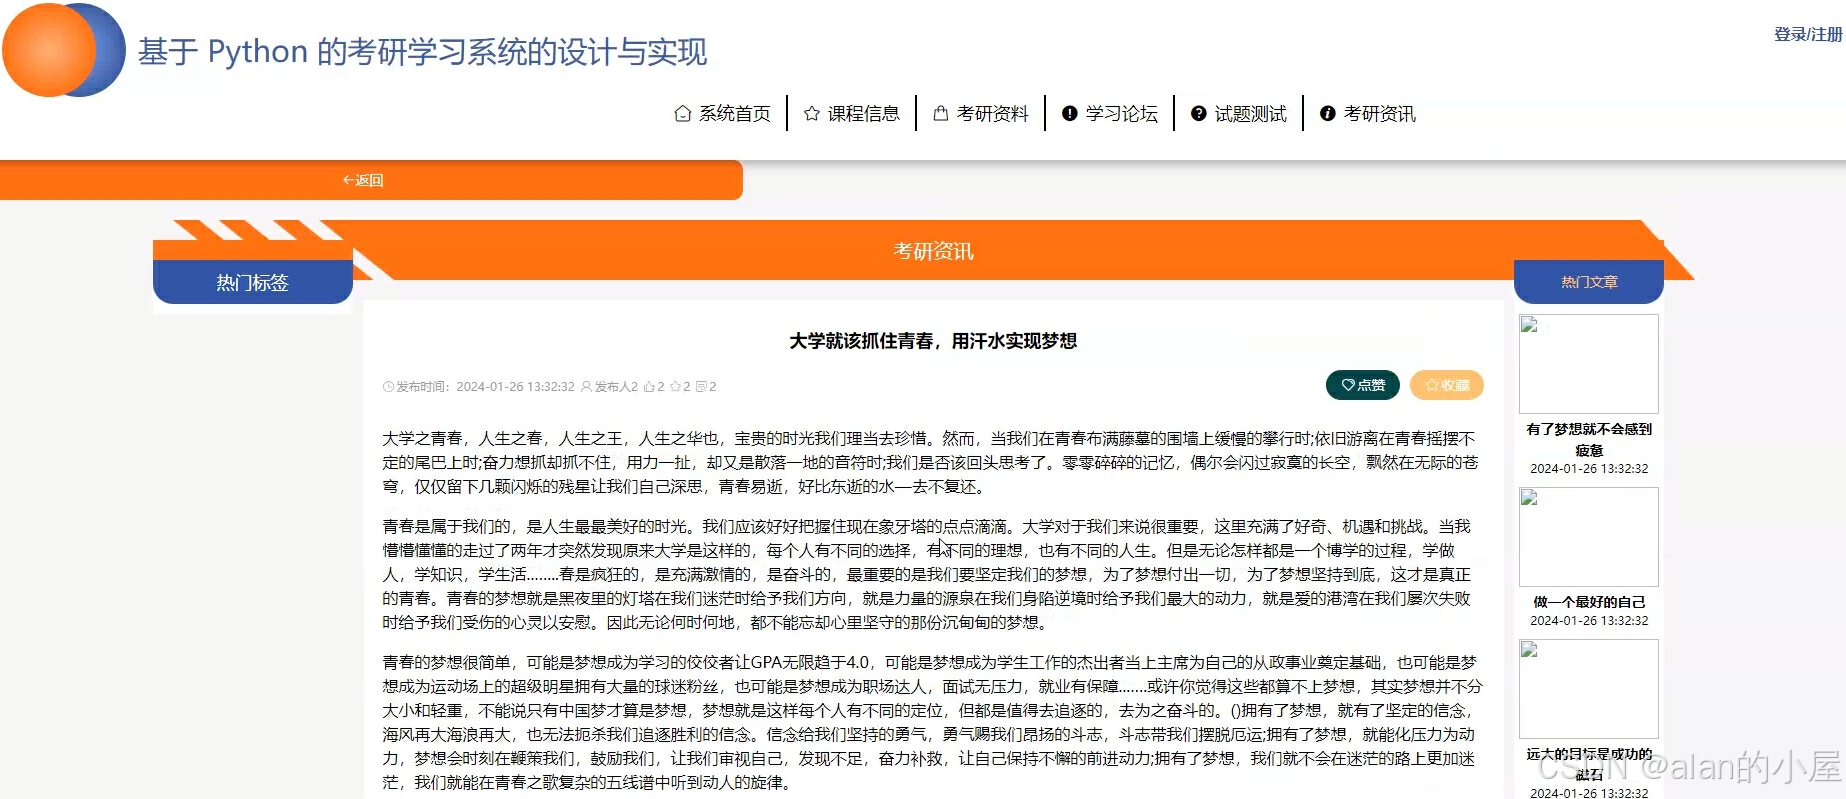 基于 Python 的考研学习系统的设计与实现
登录/注册
系统首页
课程信息
考研资料
学习论坛
试题测试
考研资讯
←返回
考研资讯
热门标签
热门文章
大学就该抓住青春，用汗水实现梦想
发布时间：2024-01-26 13:32:32 发布人2 2 2 2
点赞
收藏
大学之青春，人生之春，人生之王，人生之华也，宝贵的时光我们理当去珍惜。然而，当我们在青春布满藤蔓的围墙上缓慢的攀行时;依旧游离在青春摇摆不
定的尾巴上时;奋力想抓却抓不住，用力一扯，却又是散落一地的音符时;我们是否该回头思考了。零零碎碎的记忆，偶尔会闪过寂寞的长空，飘然在无际的苍
穹，仅仅留下几颗闪烁的残星让我们自己深思，青春易逝，好比东逝的水一去不复还。
青春是属于我们的，是人生最最美好的时光。我们应该好好把握住现在象牙塔的点点滴滴。大学对于我们来说很重要，这里充满了好奇、机遇和挑战。当我
懵懵懂懂的走过了两年才突然发现原来大学是这样的，每个人有不同的选择，有不同的理想，也有不同的人生。但是无论怎样都是一个博学的过程，学做
人，学知识，学生活........春是疯狂的，是充满激情的，是奋斗的，最重要的是我们要坚定我们的梦想，为了梦想付出一切，为了梦想坚持到底，这才是真正
的青春。青春的梦想就是黑夜里的灯塔在我们迷茫时给予我们方向，就是力量的源泉在我们身陷逆境时给予我们最大的动力，就是爱的港湾在我们屡次失败
时给予我们受伤的心灵以安慰。因此无论何时何地，都不能忘却心里坚守的那份沉甸甸的梦想。
青春的梦想很简单，可能是梦想成为学习的佼佼者让GPA无限趋于4.0，可能是梦想成为学生工作的杰出者当上主席为自己的从政事业奠定基础，也可能是梦
想成为运动场上的超级明星拥有大量的球迷粉丝，也可能是梦想成为职场达人，面试无压力，就业有保障.......或许你觉得这些都算不上梦想，其实梦想并不分
大小和轻重，不能说只有中国梦才算是梦想，梦想就是这样每个人有不同的定位，但都是值得去追逐的，去为之奋斗的。()拥有了梦想，就有了坚定的信念，
海风再大海浪再大，也无法扼杀我们追逐胜利的信念。信念给我们坚持的勇气，勇气赐我们昂扬的斗志，斗志带我们摆脱厄运;拥有了梦想，就能化压力为动
力，梦想会时刻在鞭策我们，鼓励我们，让我们审视自己，发现不足，奋力补救，让自己保持不懈的前进动力;拥有了梦想，我们就不会在迷茫的路上更加迷
茫，我们就能在青春之歌复杂的五线谱中听到动人的旋律。
有了梦想就不会感到
疲惫
2024-01-26 13:32:32
做一个最好的自己
2024-01-26 13:32:32
远大的目标是成功的
磁石
2024-01-26 13:32:32
CSDN @alan的小屋